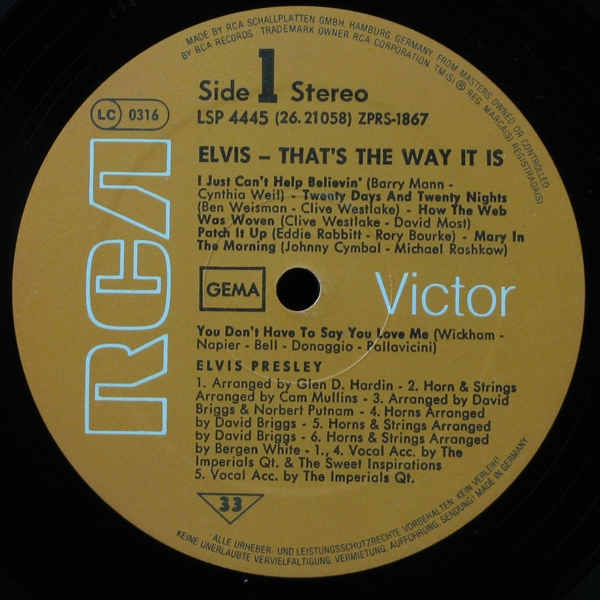 MADE BY RCA SCHALLPLATTEN GMBH HAMBURG, GERMANY, FROM MASTERS OWNED OR CONTROLLED
BY RCA RECORDS · TRADEMARK OWNER RCA CORPORATION. TM(S) ® REG. MARCA(S) REGISTRADA(S)
Side 1 Stereo
LC 0316
LSP 4445 (26.21058) ZPRS-1867
ELVIS – THAT'S THE WAY IT IS
I Just Can't Help Believin' (Barry Mann -
Cynthia Weil) - Twenty Days And Twenty Nights
(Ben Weisman - Clive Westlake) - How The Web
Was Woven (Clive Westlake - David Most)
Patch It Up (Eddie Rabbitt - Rory Bourke) - Mary In
The Morning (Johnny Cymbal - Michael Rashkow)
RCA
GEMA
Victor
You Don't Have To Say You Love Me (Wickham -
Napier - Bell - Donaggio - Pallavicini)
ELVIS PRESLEY
1. Arranged by Glen D. Hardin - 2. Horn & Strings
Arranged by Cam Mullins - 3. Arranged by David
Briggs & Norbert Putnam - 4. Horns Arranged
by David Briggs - 5. Horns & Strings Arranged
by David Briggs - 6. Horns & Strings Arranged
by Bergen White - 1., 4. Vocal Acc. by The
Imperials Qt. & The Sweet Inspirations
5. Vocal Acc. by The Imperials Qt.
33
ALLE URHEBER- UND LEISTUNGSSCHUTZRECHTE VORBEHALTEN. KEIN VERLEIH!
KEINE UNERLAUBTE VERVIELFÄLTIGUNG, VERMIETUNG, AUFFÜHRUNG, SENDUNG! MADE IN GERMANY